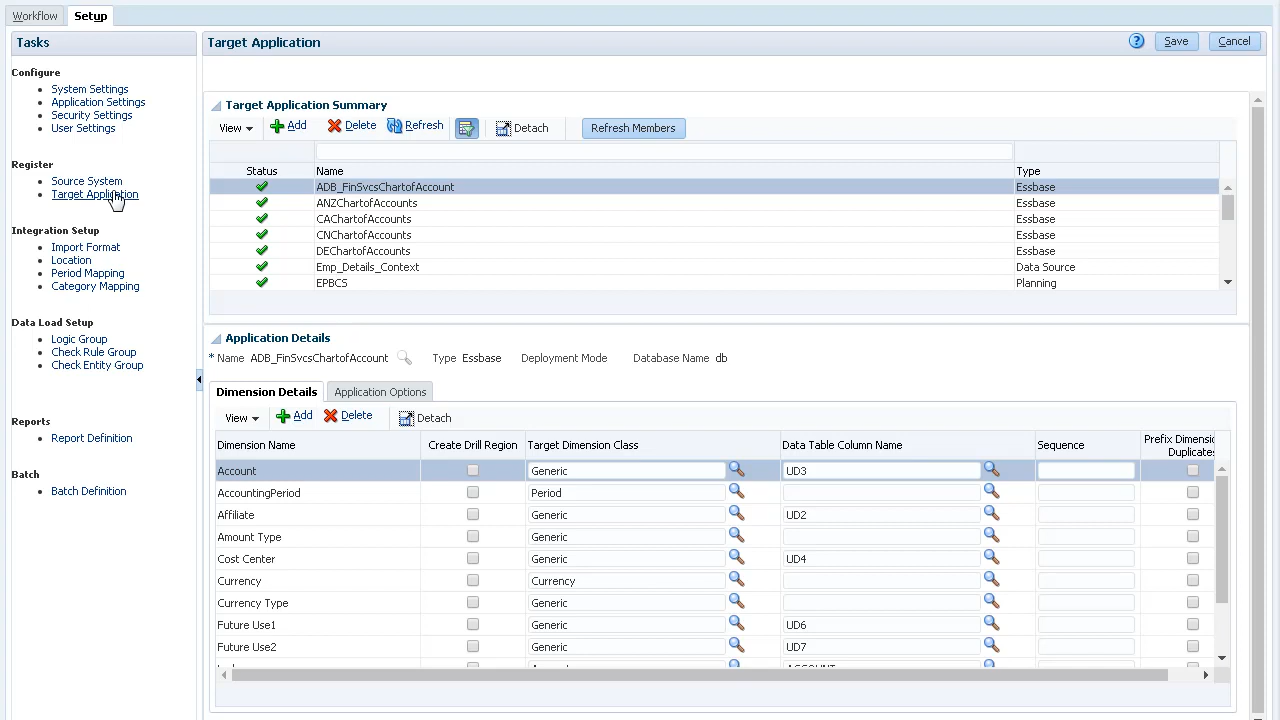 Workflow Setup
Tasks
Configure
System Settings
Application Settings
Security Settings
User Settings
Register
Source System
Target Application
Integration Setup
Import Format
Location
Period Mapping
Category Mapping
Data Load Setup
Logic Group
Check Rule Group
Check Entity Group
Reports
Report Definition
Batch
Batch Definition
Target Application Save Cancel
Target Application Summary
View Add Delete Refresh Detach Refresh Members
Status Name Type
ADB_FinSvcsChartofAccount Essbase
ANZChartofAccounts Essbase
CAChartofAccounts Essbase
CNChartofAccounts Essbase
DEChartofAccounts Essbase
Emp_Details_Context Data Source
EPBCS Planning
Application Details
* Name ADB_FinSvcsChartofAccount Type Essbase Deployment Mode Database Name db
Dimension Details Application Options
View Add Delete Detach
Dimension Name Create Drill Region Target Dimension Class Data Table Column Name Sequence Prefix Dimensio
Duplicates
Account Generic UD3
AccountingPeriod Period
Affiliate Generic UD2
Amount Type Generic
Cost Center Generic UD4
Currency Currency
Currency Type Generic
Future Use1 Generic UD6
Future Use2 Generic UD7